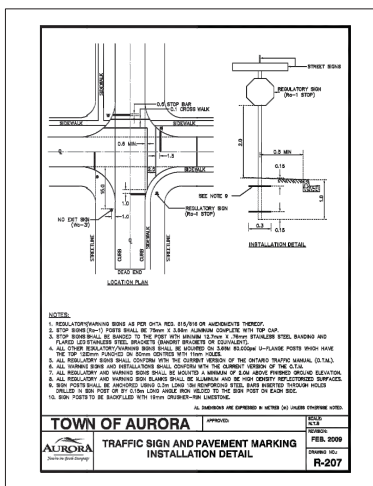 STREET SIGNS
REGULATORY SIGN
(Ra-1 STOP)
0.6 STOP BAR
0.1 CROSS WALK
SIDEWALK
SIDEWALK
SIDEWALK
SIDEWALK
0.5 MIN
1.5
0.5
15.0
1.0
1.0
NO EXIT SIGN
REGULATORY SIGN
(Ra-1 STOP)
STREETLINE
CURB
CURB
STREETLINE
DEAD END
LOCATION PLAN
2.0
0.5 MIN
0.15
SEE NOTE 9
1.0
0.3
0.15
INSTALLATION DETAIL
NOTES:
1. REGULATORY/WARNING SIGNS AS PER OHTA REG. 615/616 OR AMENDMENTS THEREOF.
2. STOP SIGNS (Ra-1) POSTS SHALL BE 75mm X 3.66m ALUMINUM COMPLETE WITH TOP CAP.
3. STOP SIGNS SHALL BE BANDED TO THE POST WITH MINIMUM 12.7mm X .76mm STAINLESS STEEL BANDING AND
FLARED LEG STAINLESS STEEL BRACKETS (BANDRIT BRACKETS OR EQUIVALENT).
4. ALL OTHER REGULATORY/WARNING SIGNS SHALL BE MOUNTED ON 3.65M U-FLANGE POSTS WHICH HAVE
THE TOP PUNCHED ON 50mm CENTRES WITH 11mm HOLES.
5. ALL REGULATORY SIGNS SHALL CONFORM WITH THE CURRENT VERSION OF THE ONTARIO TRAFFIC MANUAL (O.T.M.).
6. ALL WARNING SIGNS AND INSTALLATIONS SHALL CONFORM WITH THE CURRENT VERSION OF THE O.T.M.
7. ALL REGULATORY AND WARNING SIGNS SHALL BE MOUNTED A MINIMUM OF 2.0M ABOVE FINISHED GROUND ELEVATION.
8. ALL REGULATORY AND WARNING SIGN BLANKS SHALL BE ALUMINUM AND BE HIGH DENSITY REFLECTORIZED SURFACES.
9. SIGN POSTS SHALL BE ANCHORED USING 0.3m LONG 15M REINFORCING STEEL BARS INSERTED THROUGH HOLES
DRILLED IN SIGN POST OR BY 0.15m LONG ANGLE IRON WELDED TO THE SIGN POST ON EACH SIDE.
10. SIGN POSTS TO BE BACKFILLED WITH 19mm CRUSHER-RUN LIMESTONE.
ALL DIMENSIONS ARE EXPRESSED IN METRES (m) UNLESS OTHERWISE NOTED.
TOWN OF AURORA
APPROVED:
SCALE:
N.T.S
AURORA
TRAFFIC SIGN AND PAVEMENT MARKING
INSTALLATION DETAIL
REVISION:
FEB. 2009
DRAWING NO.:
R-207